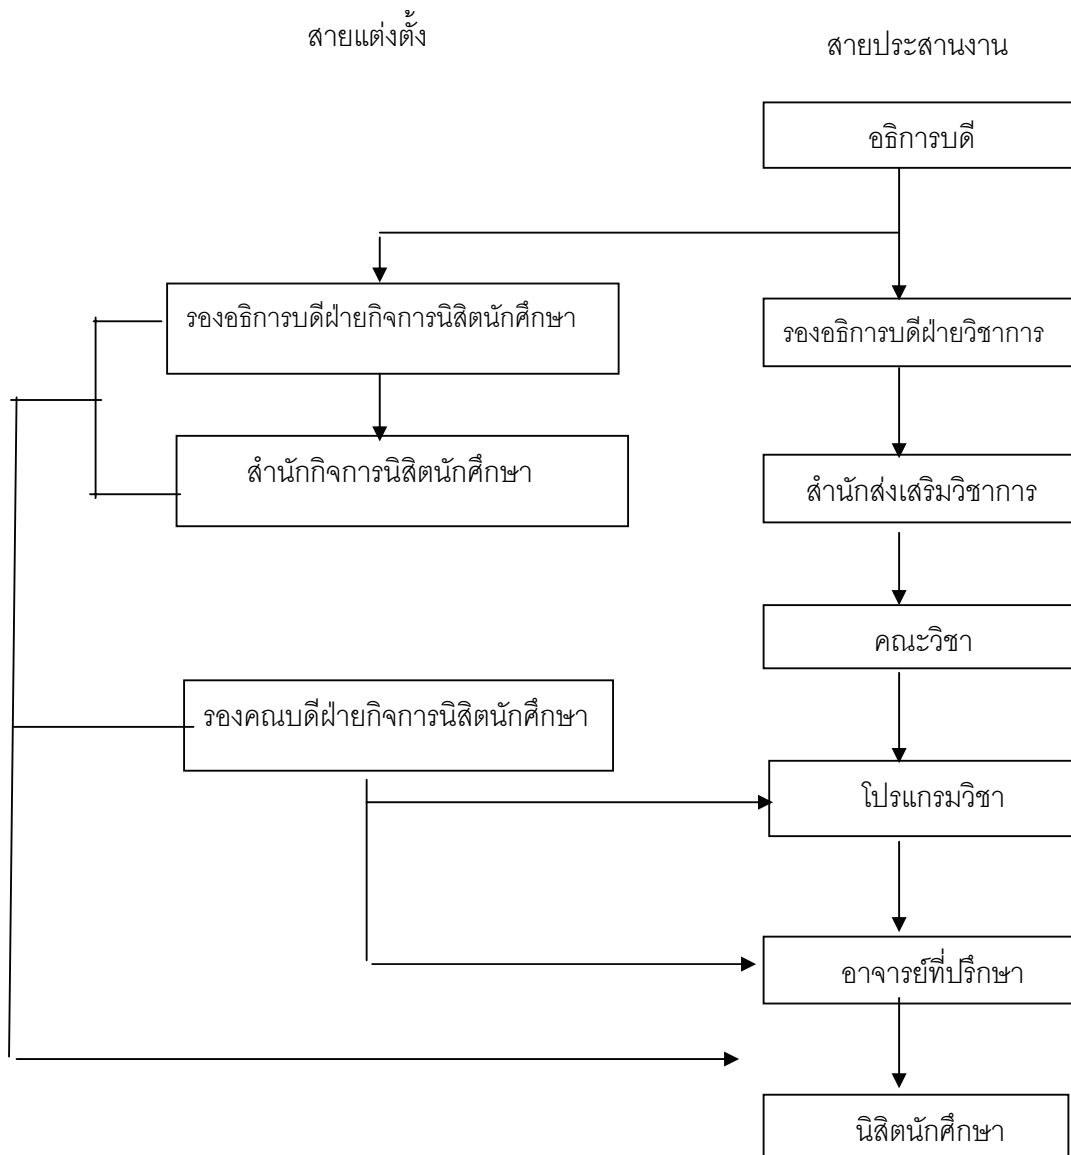 สายแต่งตั้ง
สายประสานงาน
อธิการบดี
รองอธิการบดีฝ่ายกิจการนิสิตนักศึกษา
รองอธิการบดีฝ่ายวิชาการ
สำนักกิจการนิสิตนักศึกษา
สำนักส่งเสริมวิชาการ
คณะวิชา
รองคณบดีฝ่ายกิจการนิสิตนักศึกษา
โปรแกรมวิชา
อาจารย์ที่ปรึกษา
นิสิตนักศึกษา